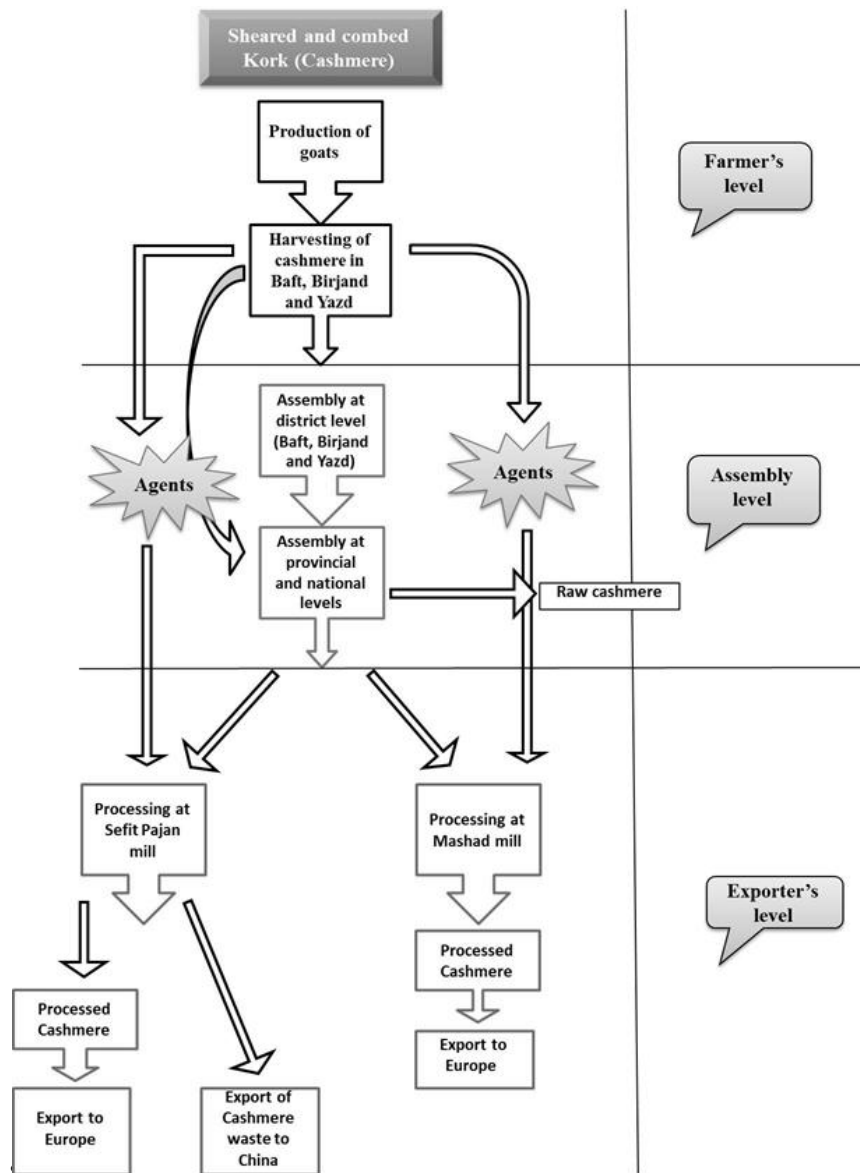 Sheared and combed
Kork (Cashmere)
Production of
goats
Farmer's
level
Harvesting of
cashmere in
Baft, Birjand
and Yazd
Assembly at
district level
(Baft, Birjand
and Yazd)
Agents
Agents
Assembly
level
Assembly at
provincial
and national
levels
Raw cashmere
Processing at
Sefit Pajan
mill
Processing at
Mashad mill
Exporter's
level
Processed
Cashmere
Processed
Cashmere
Export to
Europe
Export to
Europe
Export of
Cashmere
waste to
China